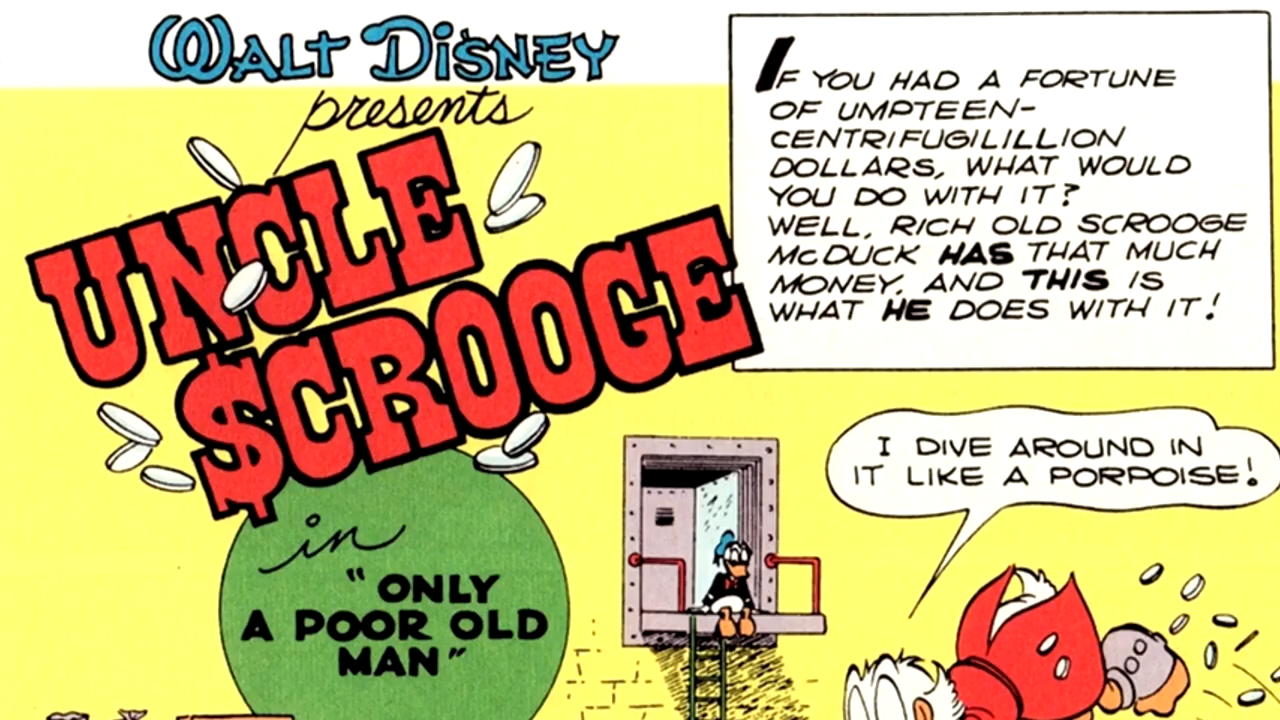 WALT DISNEY
presents
UNCLE
$CROOGE
in
"ONLY
A POOR OLD
MAN"
IF YOU HAD A FORTUNE
OF UMPTEEN-
CENTRIFUGILILLION
DOLLARS, WHAT WOULD
YOU DO WITH IT?
WELL, RICH OLD SCROOGE
McDUCK HAS THAT MUCH
MONEY, AND THIS IS
WHAT HE DOES WITH IT!
I DIVE AROUND IN
IT LIKE A PORPOISE!